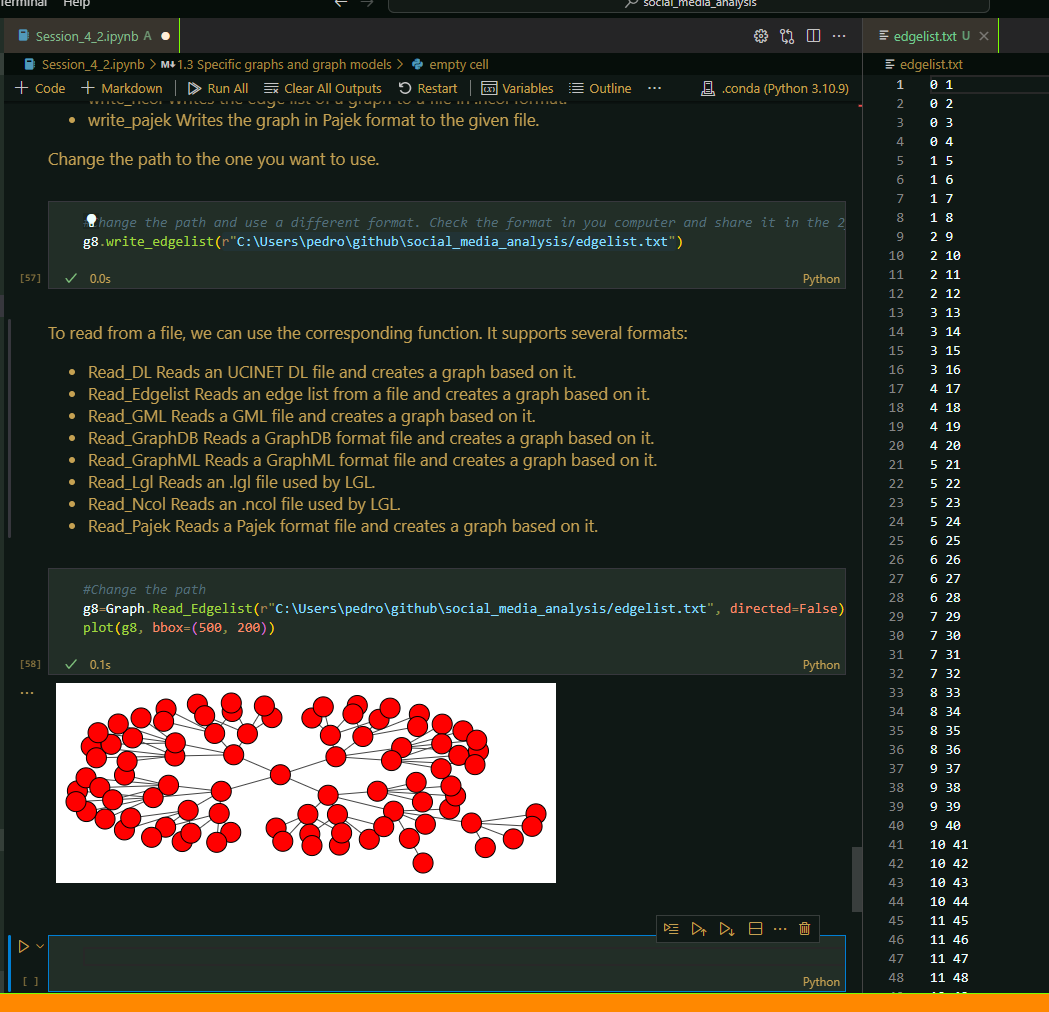 Terminal Help
social_media_analysis
Session_4_2.ipynb A
Session_4_2.ipynb > M↓1.3 Specific graphs and graph models > empty cell
+ Code + Markdown | Run All Clear All Outputs Restart | Variables Outline ... .conda (Python 3.10.9)
write_ncol Writes the edge list of a graph to a file in .ncol format.
• write_pajek Writes the graph in Pajek format to the given file.
Change the path to the one you want to use.
hange the path and use a different format. Check the format in you computer and share it in the 2
g8.write_edgelist(r"C:\Users\pedro\github\social_media_analysis/edgelist.txt")
[57] ✓ 0.0s Python
To read from a file, we can use the corresponding function. It supports several formats:
• Read_DL Reads an UCINET DL file and creates a graph based on it.
• Read_Edgelist Reads an edge list from a file and creates a graph based on it.
• Read_GML Reads a GML file and creates a graph based on it.
• Read_GraphDB Reads a GraphDB format file and creates a graph based on it.
• Read_GraphML Reads a GraphML format file and creates a graph based on it.
• Read_Lgl Reads an .lgl file used by LGL.
• Read_Ncol Reads an .ncol file used by LGL.
• Read_Pajek Reads a Pajek format file and creates a graph based on it.
#Change the path
g8=Graph.Read_Edgelist(r"C:\Users\pedro\github\social_media_analysis/edgelist.txt", directed=False)
plot(g8, bbox=(500, 200))
[58] ✓ 0.1s Python
...
[ ] Python
edgelist.txt U
edgelist.txt
1 0 1
2 0 2
3 0 3
4 0 4
5 1 5
6 1 6
7 1 7
8 1 8
9 2 9
10 2 10
11 2 11
12 2 12
13 3 13
14 3 14
15 3 15
16 3 16
17 4 17
18 4 18
19 4 19
20 4 20
21 5 21
22 5 22
23 5 23
24 5 24
25 6 25
26 6 26
27 6 27
28 6 28
29 7 29
30 7 30
31 7 31
32 7 32
33 8 33
34 8 34
35 8 35
36 8 36
37 9 37
38 9 38
39 9 39
40 9 40
41 10 41
42 10 42
43 10 43
44 10 44
45 11 45
46 11 46
47 11 47
48 11 48